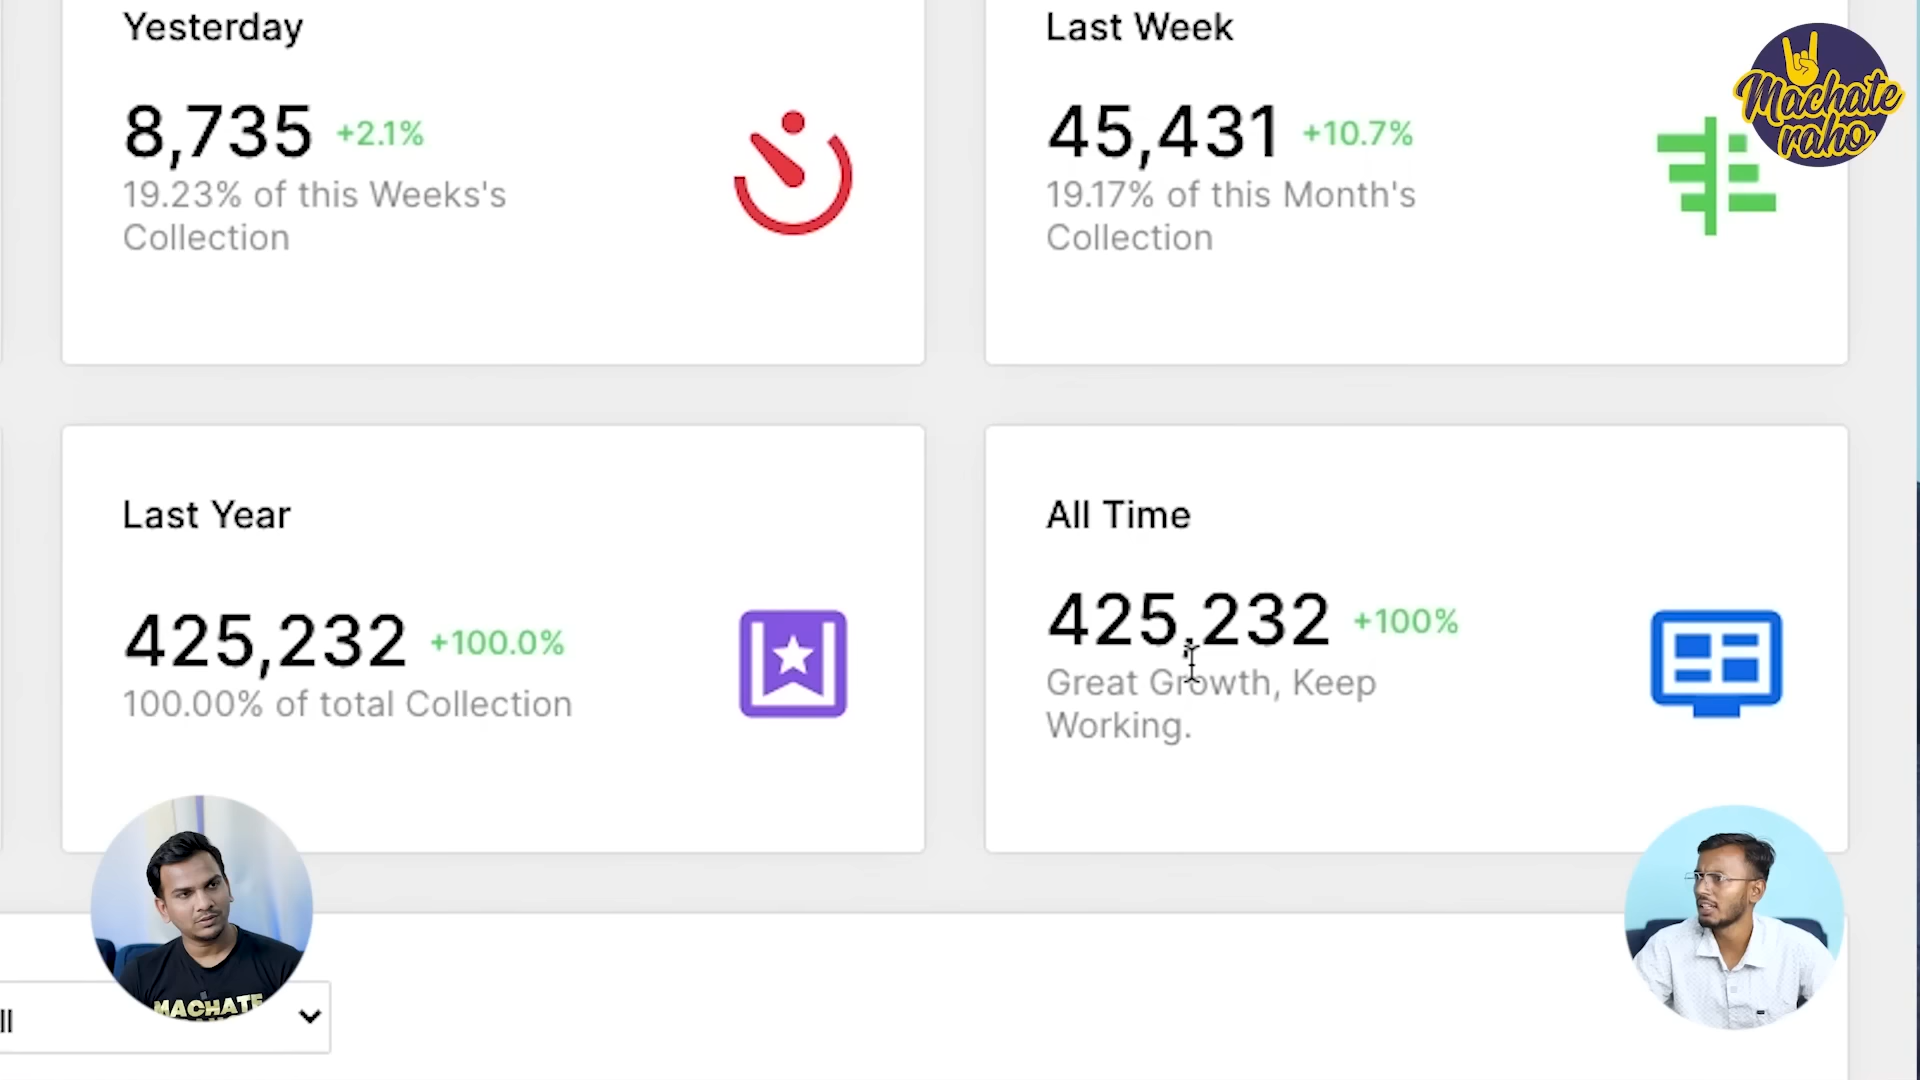 Yesterday
8,735 +2.1%
19.23% of this Weeks's
Collection
Last Week
45,431 +10.7%
19.17% of this Month's
Collection
Machate
raho
Last Year
425,232 +100.0%
100.00% of total Collection
All Time
425,232 +100%
Great Growth, Keep
Working.
MACHATE
ll